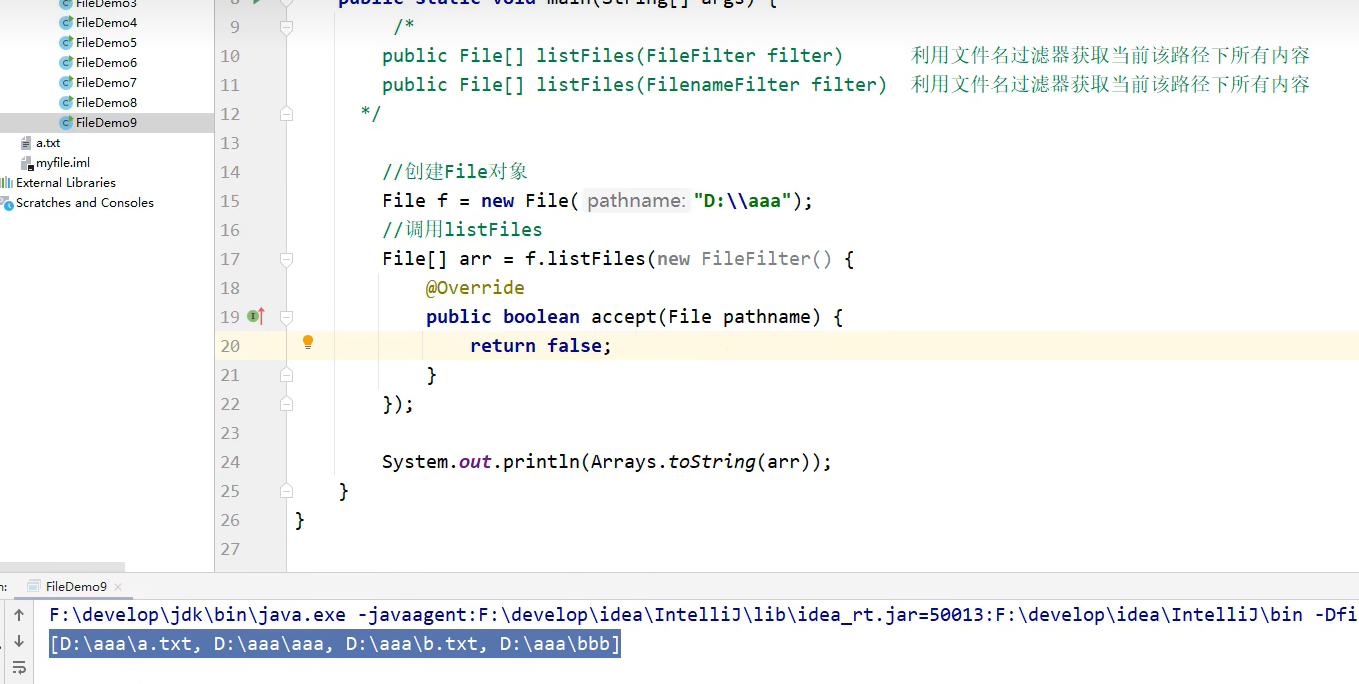 FileDemo3
FileDemo4
FileDemo5
FileDemo6
FileDemo7
FileDemo8
FileDemo9
a.txt
myfile.iml
External Libraries
Scratches and Consoles
8 public static void main(String[] args) {
9 /*
10 public File[] listFiles(FileFilter filter) 利用文件名过滤器获取当前该路径下所有内容
11 public File[] listFiles(FilenameFilter filter) 利用文件名过滤器获取当前该路径下所有内容
12 */
13
14 //创建File对象
15 File f = new File( pathname: "D:\\aaa");
16 //调用listFiles
17 File[] arr = f.listFiles(new FileFilter() {
18 @Override
19 public boolean accept(File pathname) {
20 return false;
21 }
22 });
23
24 System.out.println(Arrays.toString(arr));
25 }
26 }
27
FileDemo9
F:\develop\jdk\bin\java.exe -javaagent:F:\develop\idea\IntelliJ\lib\idea_rt.jar=50013:F:\develop\idea\IntelliJ\bin -Dfi
[D:\aaa\a.txt, D:\aaa\aaa, D:\aaa\b.txt, D:\aaa\bbb]